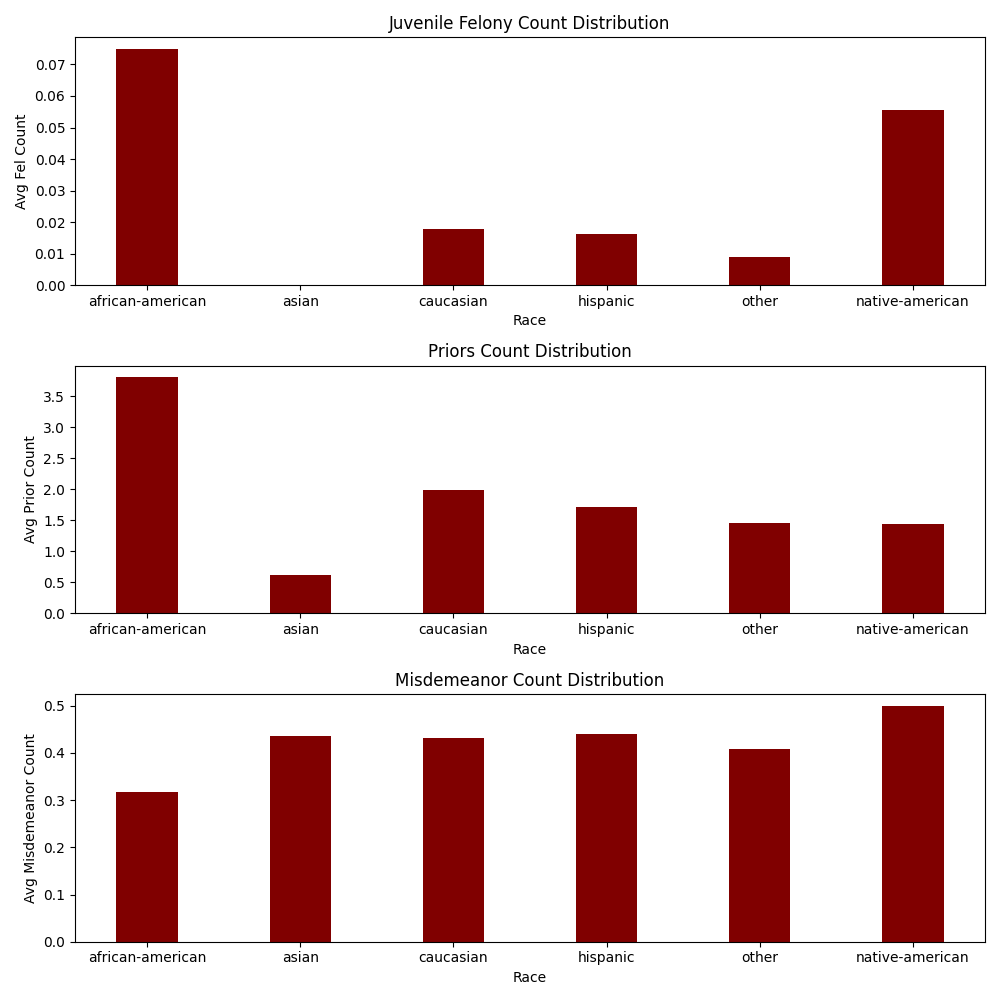 Juvenile Felony Count Distribution
Avg Fel Count
0.07
0.06
0.05
0.04
0.03
0.02
0.01
0.00
african-american asian caucasian hispanic other native-american
Race
Priors Count Distribution
Avg Prior Count
3.5
3.0
2.5
2.0
1.5
1.0
0.5
0.0
african-american asian caucasian hispanic other native-american
Race
Misdemeanor Count Distribution
Avg Misdemeanor Count
0.5
0.4
0.3
0.2
0.1
0.0
african-american asian caucasian hispanic other native-american
Race